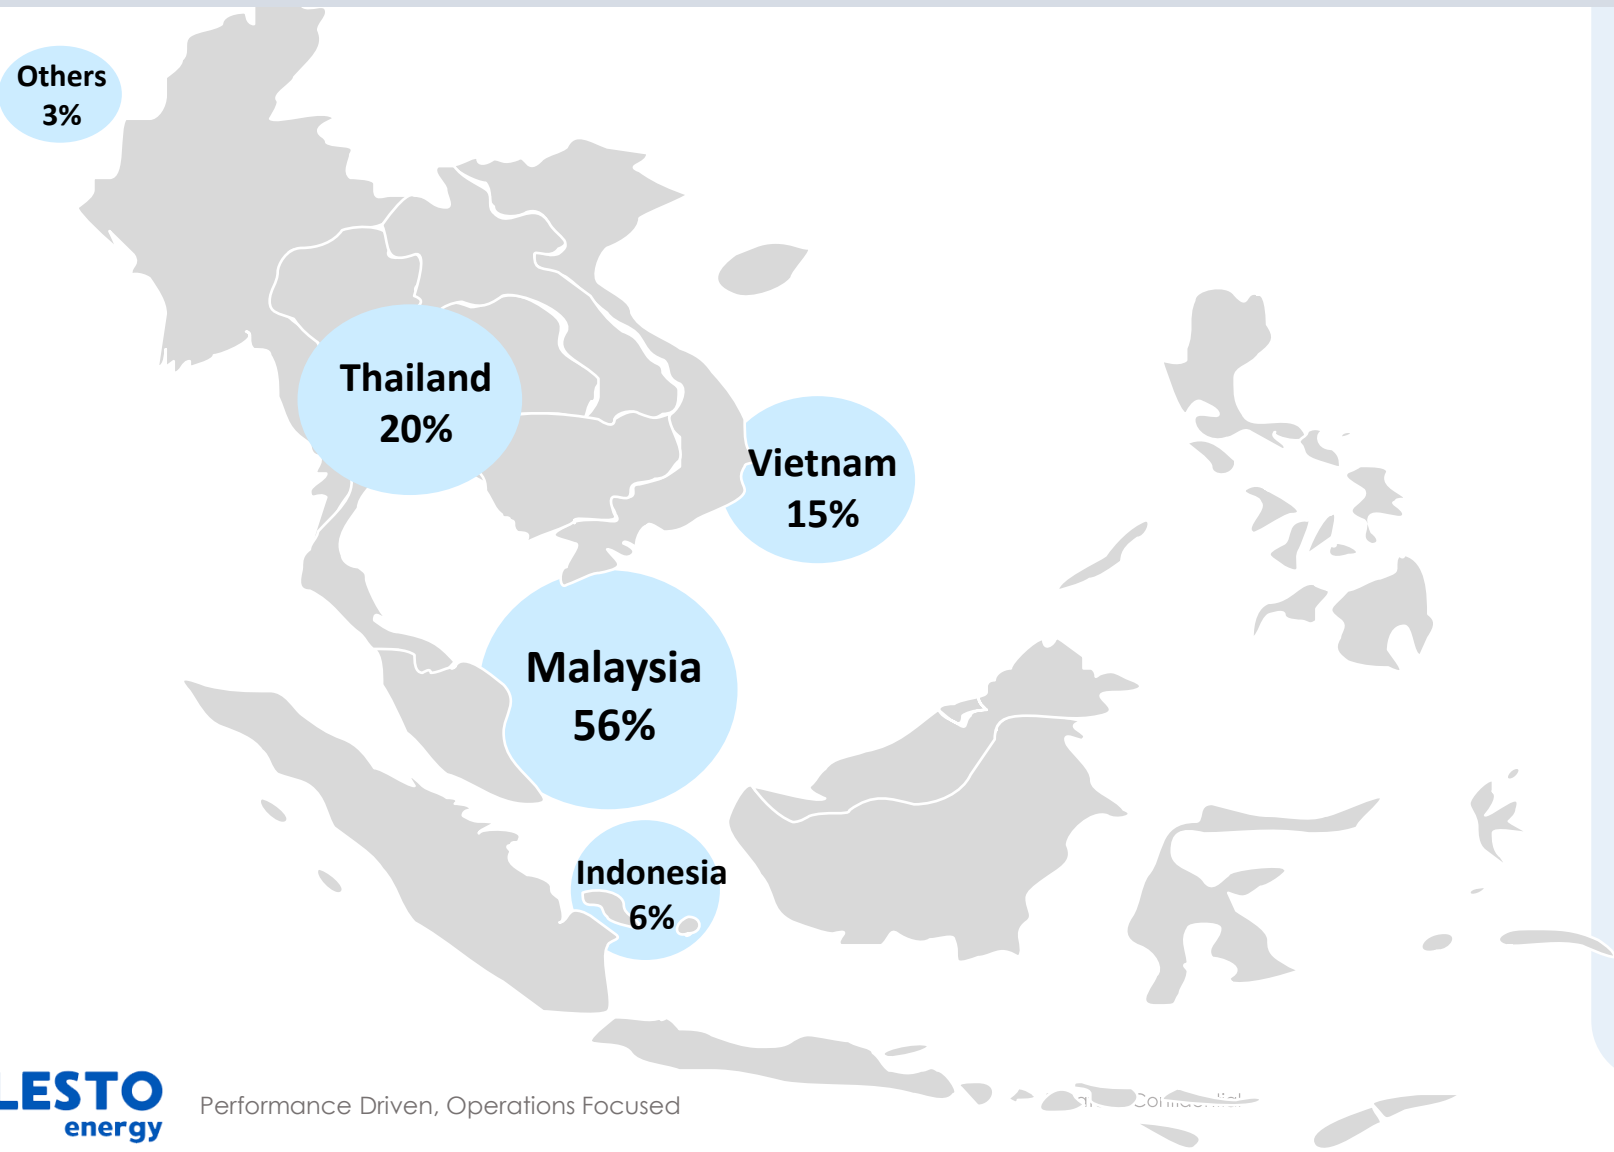 Others
3%
Thailand
20%
Vietnam
15%
Malaysia
56%
Indonesia
6%
LESTO
energy
Performance Driven, Operations Focused